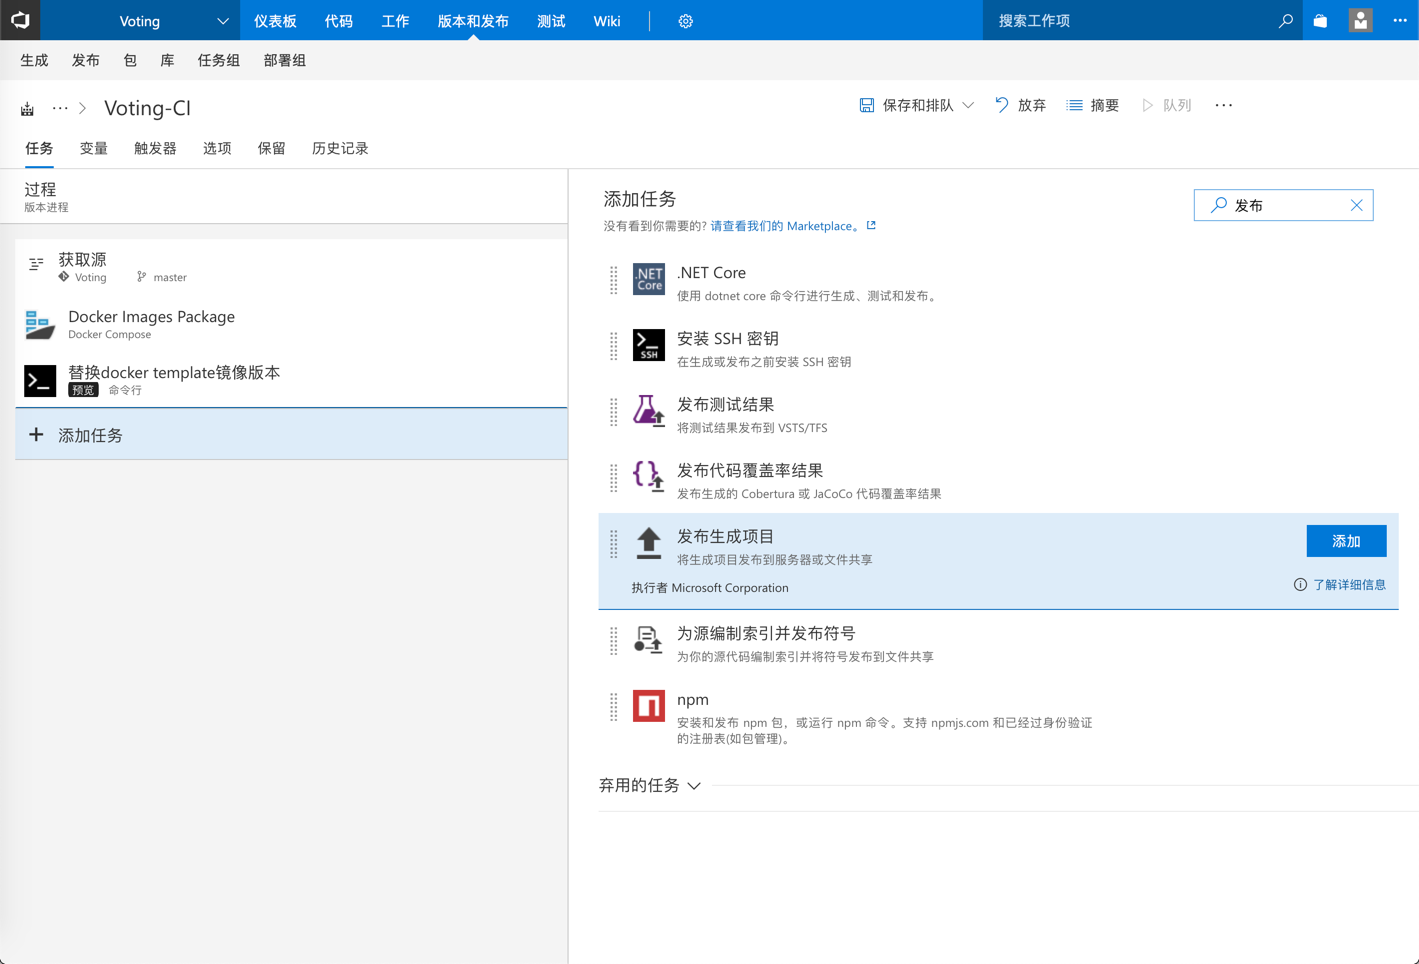 Voting
仪表板
代码
工作
版本和发布
测试
Wiki
搜索工作项
生成
发布
包
库
任务组
部署组
··· > Voting-CI
保存和排队
放弃
摘要
队列
任务
变量
触发器
选项
保留
历史记录
过程
版本进程
获取源
Voting
master
Docker Images Package
Docker Compose
替换docker template镜像版本
预览 命令行
+ 添加任务
添加任务
没有看到你需要的? 请查看我们的 Marketplace。
发布
.NET Core
.NET Core
使用 dotnet core 命令行进行生成、测试和发布。
SSH
安装 SSH 密钥
在生成或发布之前安装 SSH 密钥
发布测试结果
将测试结果发布到 VSTS/TFS
发布代码覆盖率结果
发布生成的 Cobertura 或 JaCoCo 代码覆盖率结果
发布生成项目
将生成项目发布到服务器或文件共享
执行者 Microsoft Corporation
添加
了解详细信息
为源编制索引并发布符号
为你的源代码编制索引并将符号发布到文件共享
npm
安装和发布 npm 包，或运行 npm 命令。支持 npmjs.com 和已经过身份验证
的注册表(如包管理)。
弃用的任务